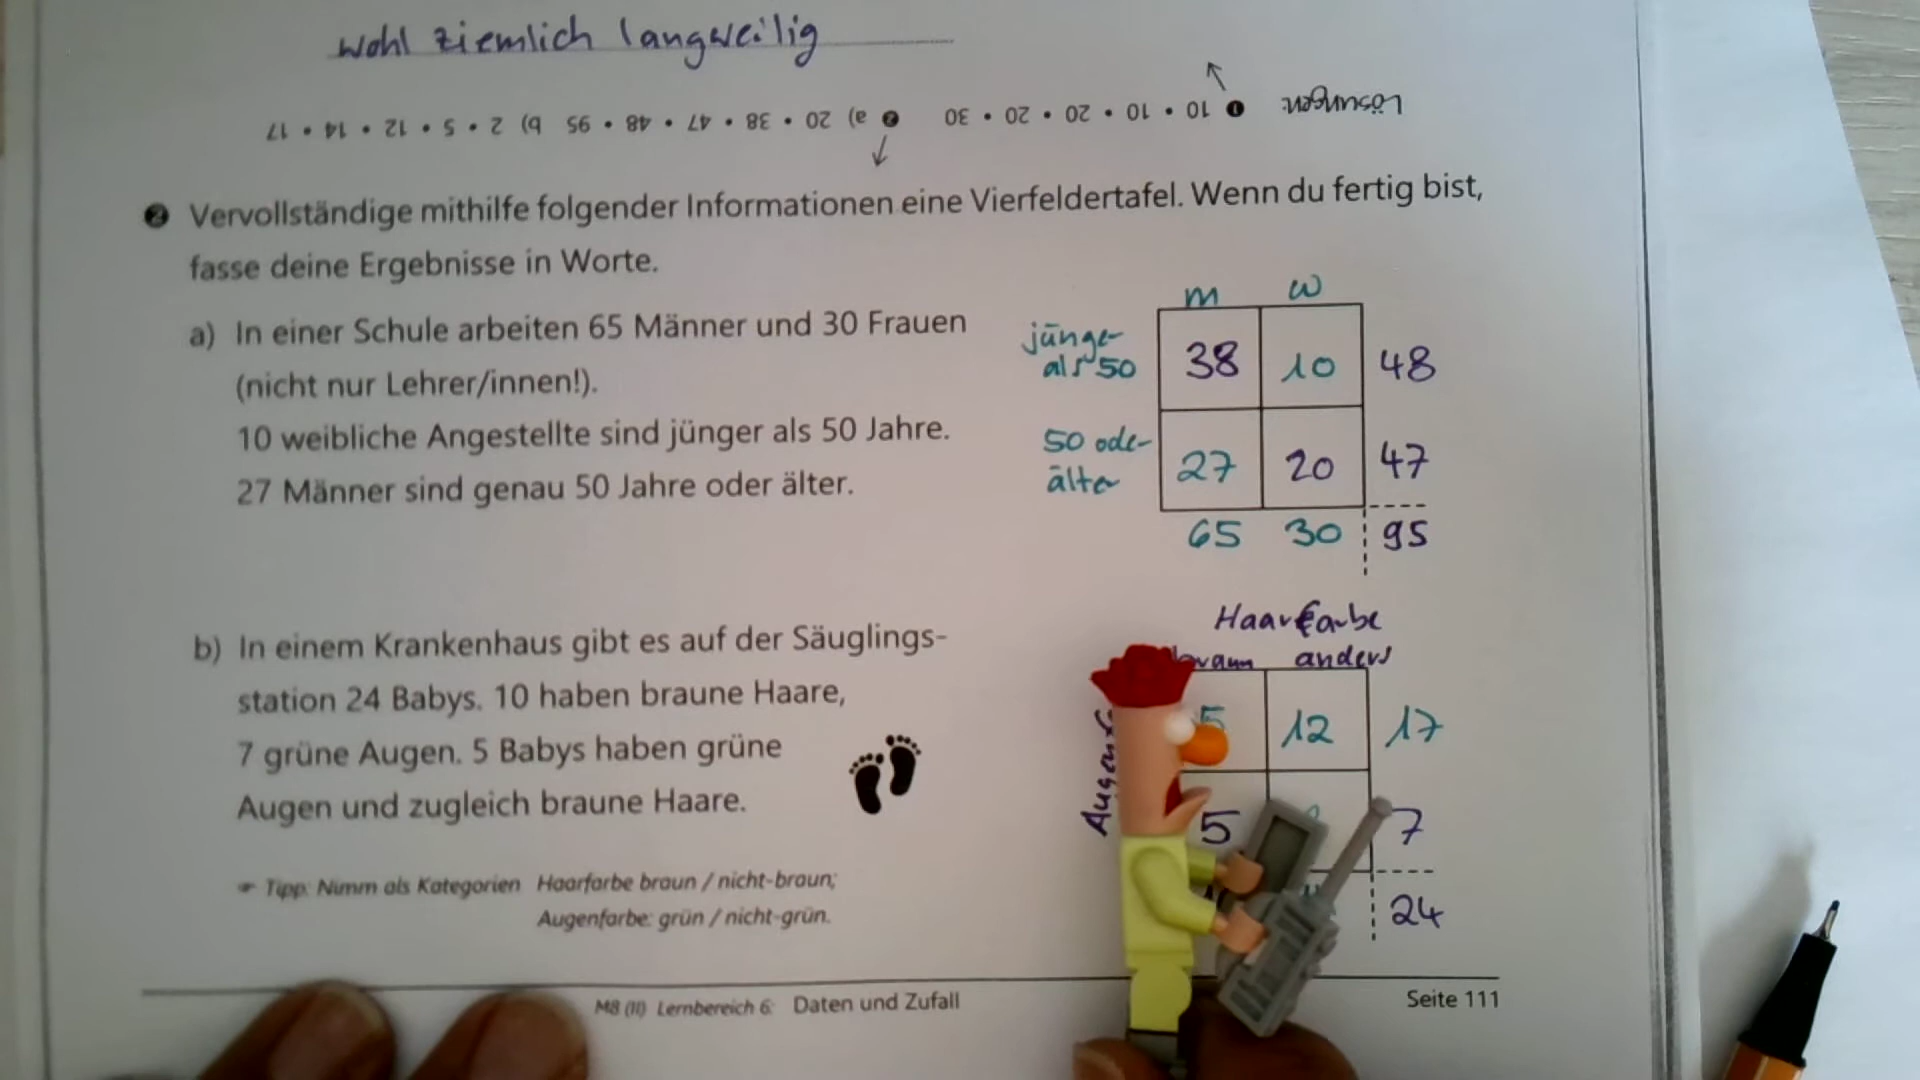 wohl ziemlich langweilig
Lösungen: ❶ 10 • 10 • 20 • 20 • 30 ❷ a) 20 • 38 • 47 • 48 • 95 b) 2 • 5 • 12 • 14 • 17
❷ Vervollständige mithilfe folgender Informationen eine Vierfeldertafel. Wenn du fertig bist,
fasse deine Ergebnisse in Worte.
a) In einer Schule arbeiten 65 Männer und 30 Frauen
(nicht nur Lehrer/innen!).
10 weibliche Angestellte sind jünger als 50 Jahre.
27 Männer sind genau 50 Jahre oder älter.
m w
jünger
als 50 38 10 48
50 oder
älter 27 20 47
65 30 95
b) In einem Krankenhaus gibt es auf der Säuglings-
station 24 Babys. 10 haben braune Haare,
7 grüne Augen. 5 Babys haben grüne
Augen und zugleich braune Haare.
☞ Tipp: Nimm als Kategorien Haarfarbe braun / nicht-braun;
Augenfarbe: grün / nicht-grün.
Haarfarbe
braun anders
5 12 17
5 7
24
M8 (II) Lernbereich 6: Daten und Zufall
Seite 111